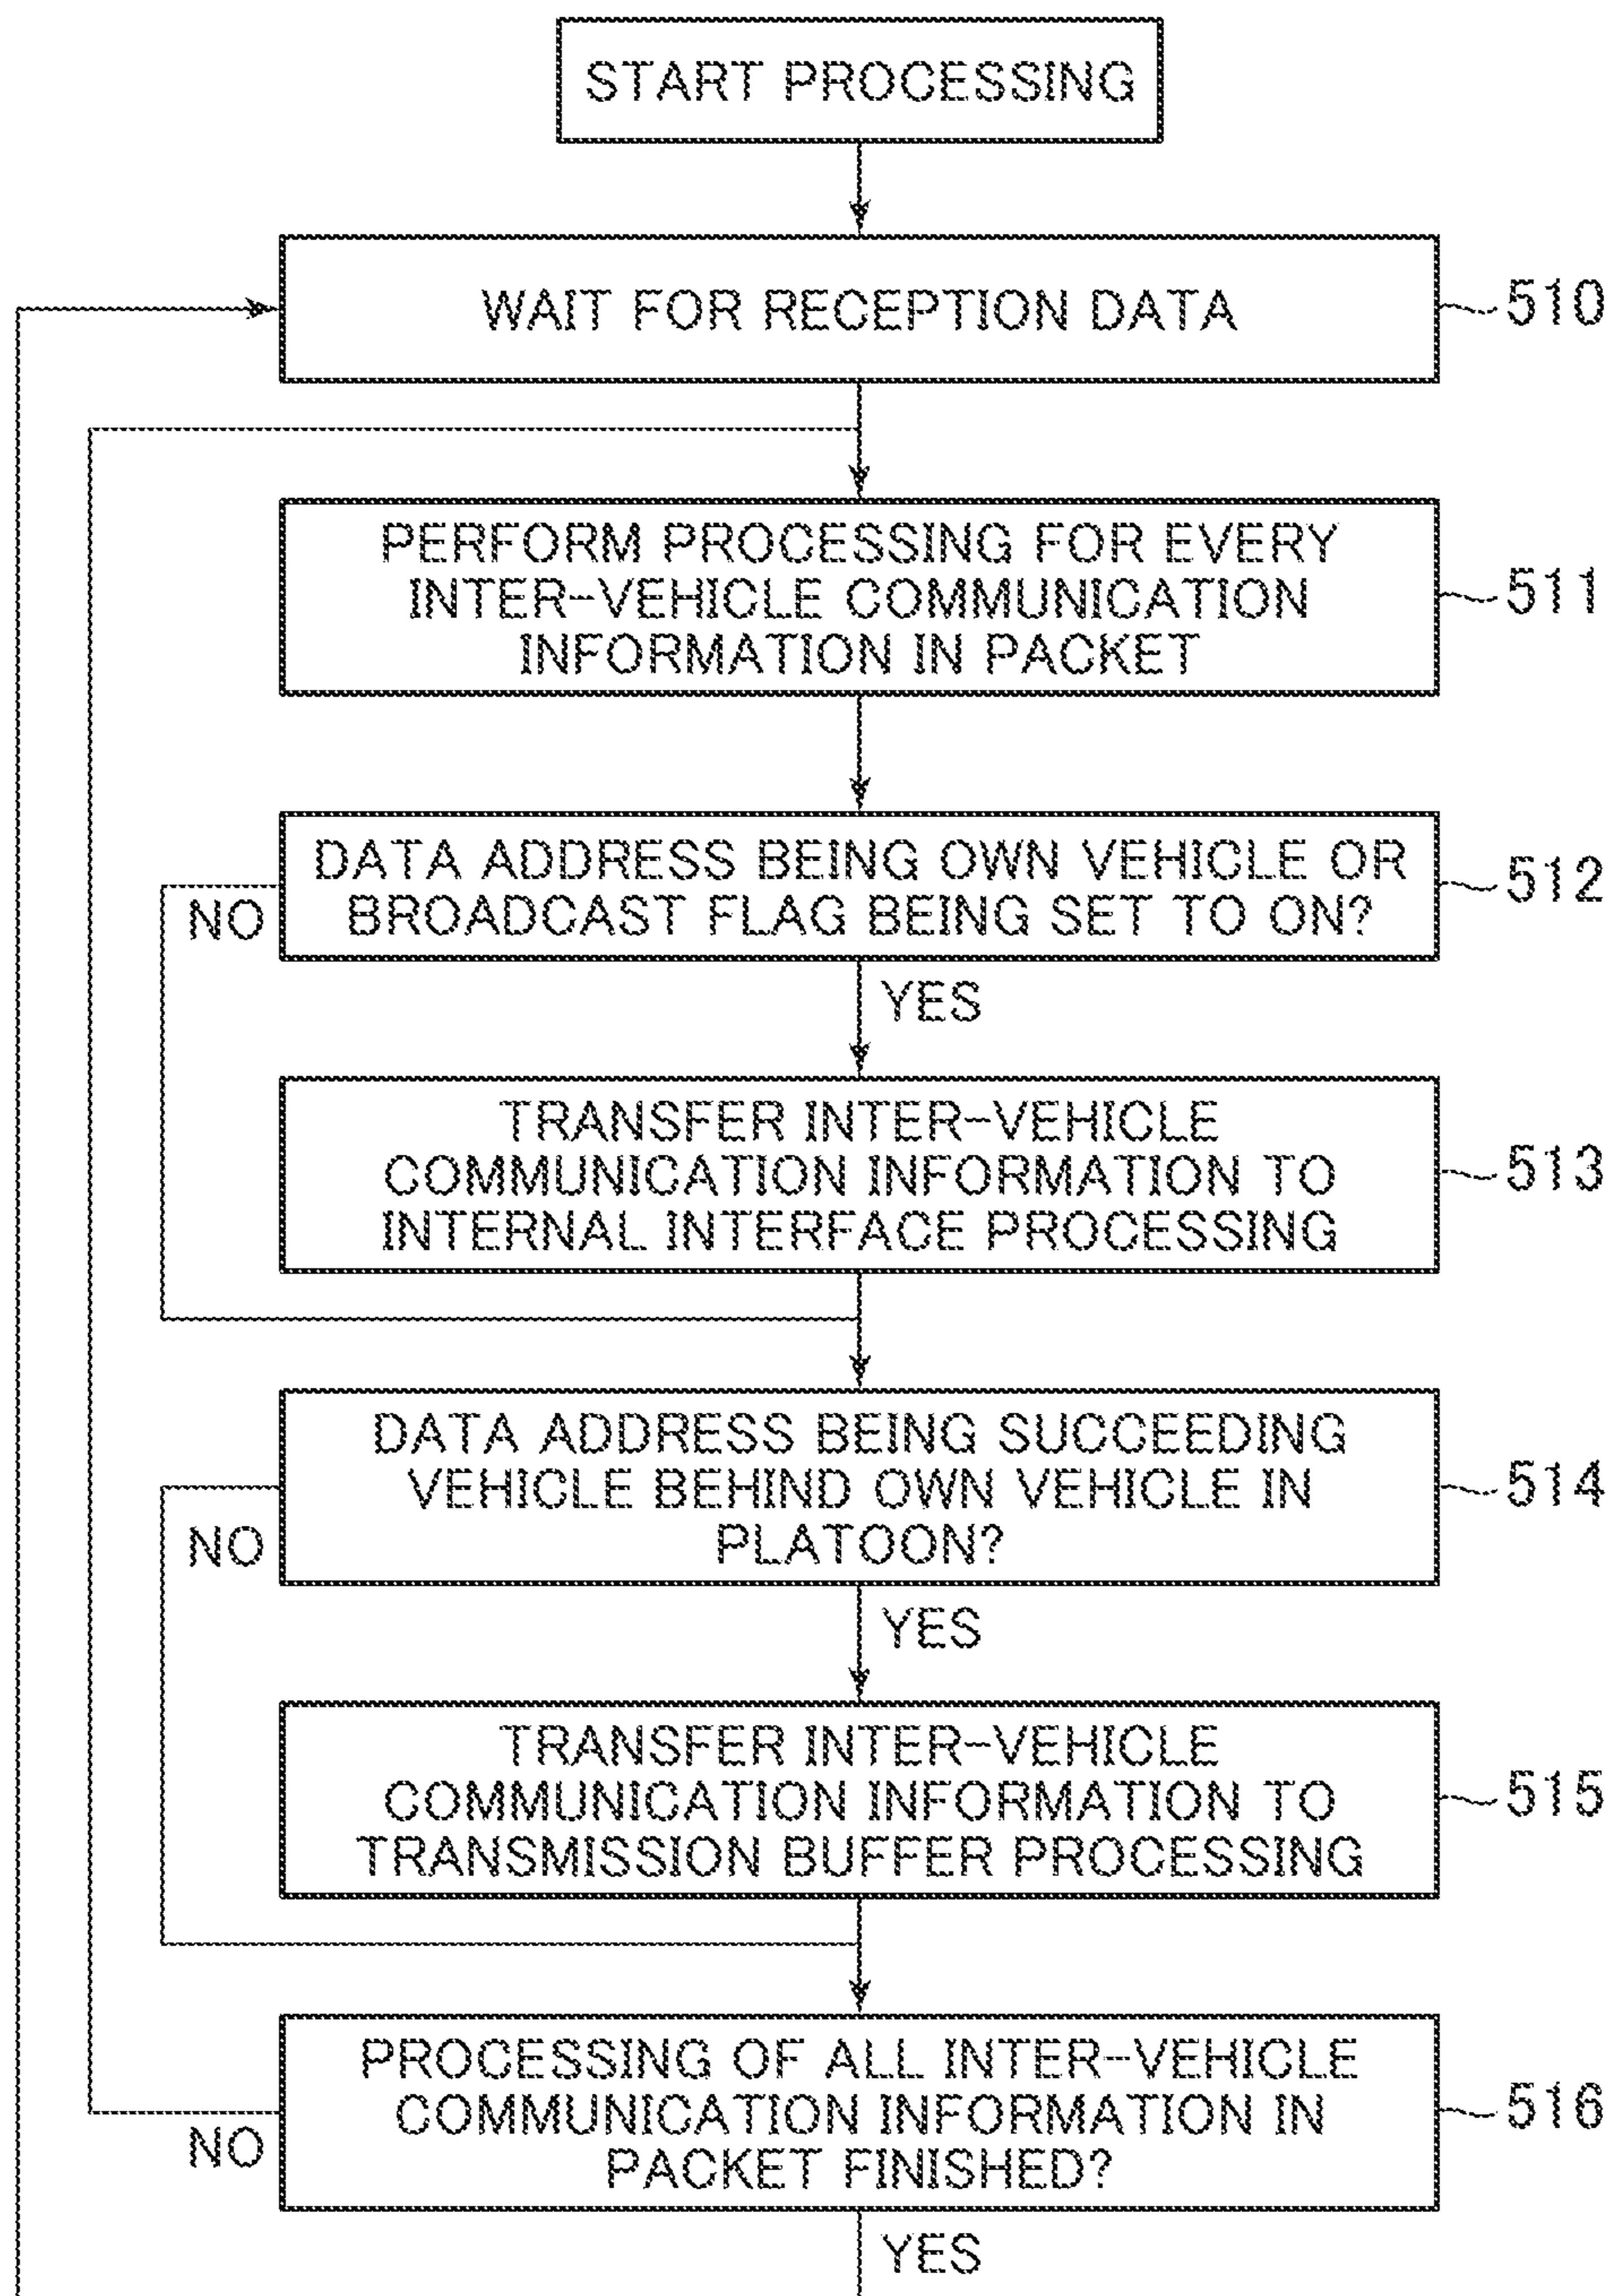 START PROCESSING
WAIT FOR RECEPTION DATA
510
PERFORM PROCESSING FOR EVERY
INTER-VEHICLE COMMUNICATION
INFORMATION IN PACKET
511
DATA ADDRESS BEING OWN VEHICLE OR
BROADCAST FLAG BEING SET TO ON?
512
NO
YES
TRANSFER INTER-VEHICLE
COMMUNICATION INFORMATION TO
INTERNAL INTERFACE PROCESSING
513
DATA ADDRESS BEING SUCCEEDING
VEHICLE BEHIND OWN VEHICLE IN
PLATOON?
514
NO
YES
TRANSFER INTER-VEHICLE
COMMUNICATION INFORMATION TO
TRANSMISSION BUFFER PROCESSING
515
PROCESSING OF ALL INTER-VEHICLE
COMMUNICATION INFORMATION IN
PACKET FINISHED?
516
NO
YES